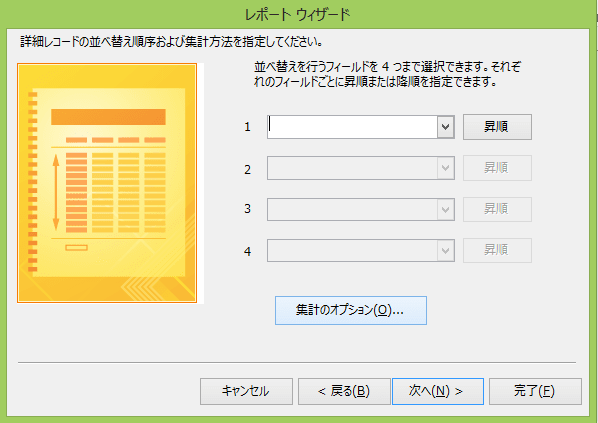 レポート ウィザード
詳細レコードの並べ替え順序および集計方法を指定してください。
並べ替えを行うフィールドを 4 つまで選択できます。それぞ
れのフィールドごとに昇順または降順を指定できます。
1 昇順
2 昇順
3 昇順
4 昇順
集計のオプション(O)...
キャンセル < 戻る(B) 次へ(N) > 完了(F)